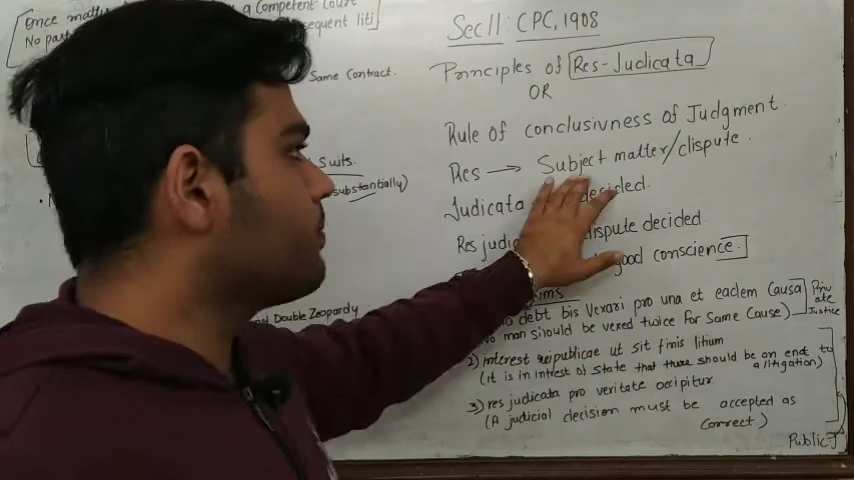 Once matter a Competent Court
No part sequent liti
Same Contract.
suits.
substantially)
Double Zeopardy
Sec 11 CPC, 1908
Principles of Res-Judicata
OR
Rule of conclusivness of Judgment.
Res → Subject matter/dispute.
Judicata decided.
Res judi dispute decided
good conscience.
debt bis vexari pro una et eadem Causa
man should be vexed twice for Same Cause)
Private Justice
2) interest reipublicae ut sit finis litium
(it is in intrest of state that there should be an end to a litigation)
3) res judicata pro veritate occipitur
(A judicial decision must be accepted as correct)
Public J